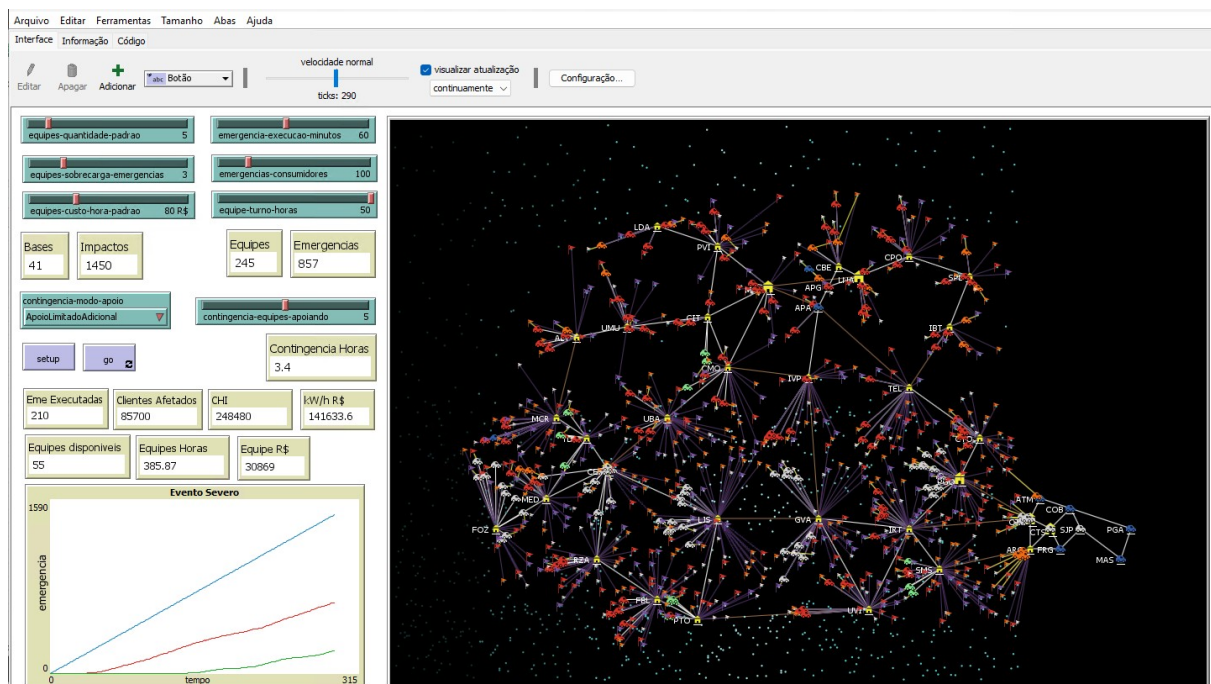 Arquivo Editar Ferramentas Tamanho Abas Ajuda
Interface Informação Código
Editar Apagar Adicionar
abc Botão
velocidade normal
ticks: 290
visualizar atualização
continuamente
Configuração...
equipes-quantidade-padrao 5
emergencia-execucao-minutos 60
equipes-sobrecarga-emergencias 3
emergencias-consumidores 100
equipes-custo-hora-padrao 80 R$
equipe-turno-horas 50
Bases
41
Impactos
1450
Equipes
245
Emergencias
857
contingencia-modo-apoio
ApoioLimitadoAdicional
contingencia-equipes-apoiando 5
setup
go
Contingencia Horas
3.4
Eme Executadas
210
Clientes Afetados
85700
CHI
248480
kW/h R$
141633.6
Equipes disponiveis
55
Equipes Horas
385.87
Equipe R$
30869
Evento Severo
1590
emergencia
0
0
tempo
315
LDA
PVI
CBE
CPO
APG
SPL
APA
CIT
UMU
IBT
CMO
IVP
TEL
MCR
UBA
MED
FOZ
LIS
GVA
IRT
ATM
COB
CTS
SJP
PGA
ARC
FRG
MAS
RZA
SMS
FBL
PTO
UVI